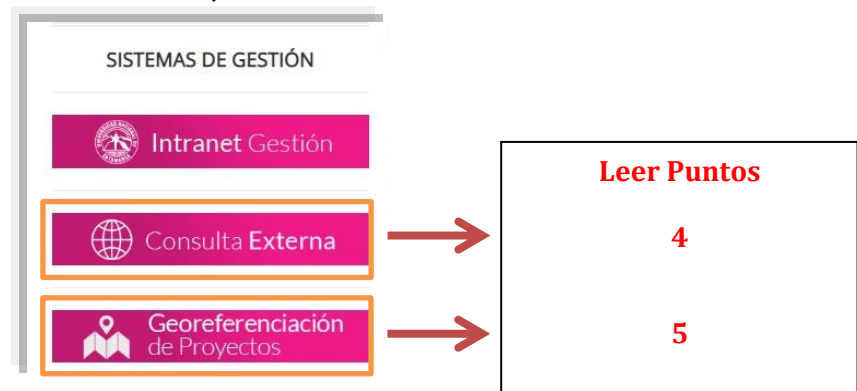 SISTEMAS DE GESTIÓN
Intranet Gestión
Consulta Externa
Georeferenciación
de Proyectos
Leer Puntos
4
5